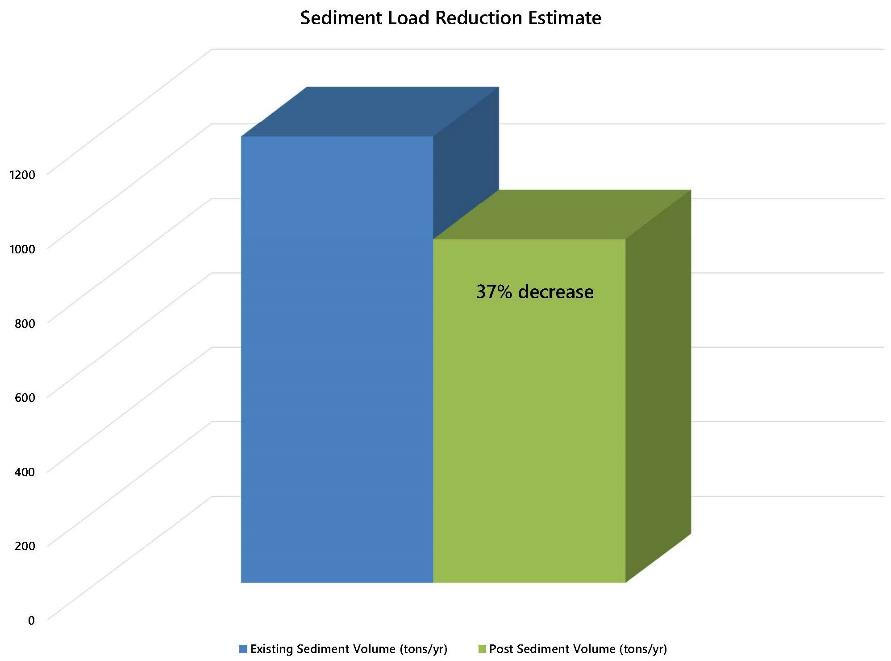 Sediment Load Reduction Estimate
1200
1000
800
600
400
200
0
37% decrease
Existing Sediment Volume (tons/yr)
Post Sediment Volume (tons/yr)